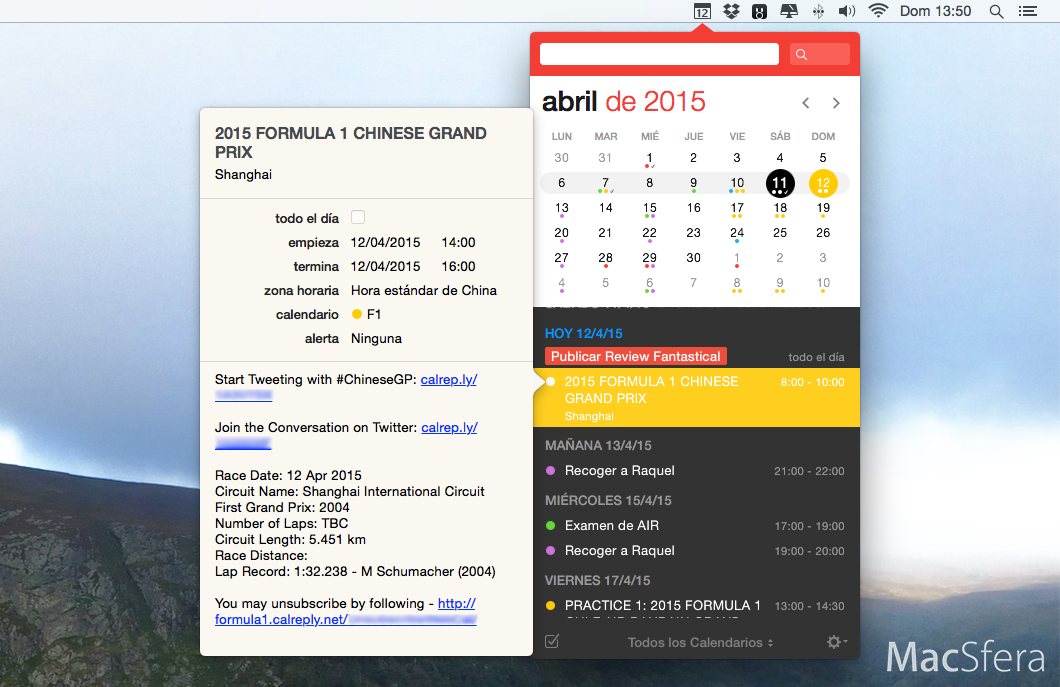 12
Dom 13:50
abril de 2015
LUN MAR MIÉ JUE VIE SÁB DOM
30 31 1 2 3 4 5
6 7 8 9 10 11 12
13 14 15 16 17 18 19
20 21 22 23 24 25 26
27 28 29 30 1 2 3
4 5 6 7 8 9 10
HOY 12/4/15
Publicar Review Fantastical todo el día
2015 FORMULA 1 CHINESE 8:00 - 10:00
GRAND PRIX
Shanghai
MAÑANA 13/4/15
Recoger a Raquel 21:00 - 22:00
MIÉRCOLES 15/4/15
Examen de AIR 17:00 - 19:00
Recoger a Raquel 19:00 - 20:00
VIERNES 17/4/15
PRACTICE 1: 2015 FORMULA 1 13:00 - 14:30
Todos los Calendarios
2015 FORMULA 1 CHINESE GRAND
PRIX
Shanghai
todo el día
empieza 12/04/2015 14:00
termina 12/04/2015 16:00
zona horaria Hora estándar de China
calendario F1
alerta Ninguna
Start Tweeting with #ChineseGP: calrep.ly/
Join the Conversation on Twitter: calrep.ly/
Race Date: 12 Apr 2015
Circuit Name: Shanghai International Circuit
First Grand Prix: 2004
Number of Laps: TBC
Circuit Length: 5.451 km
Race Distance:
Lap Record: 1:32.238 - M Schumacher (2004)
You may unsubscribe by following - http://
formula1.calreply.net/
MacSfera